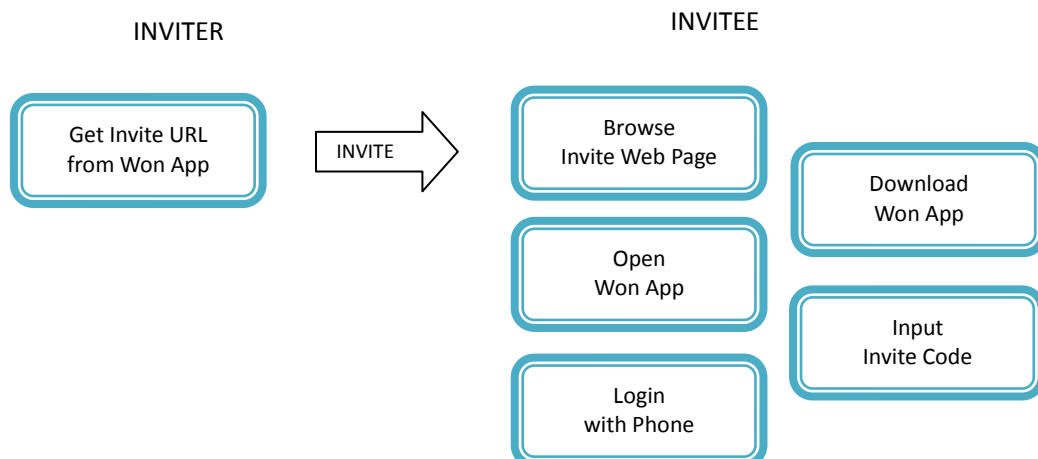 INVITER
INVITEE
Get Invite URL
from Won App
INVITE
Browse
Invite Web Page
Download
Won App
Open
Won App
Input
Invite Code
Login
with Phone